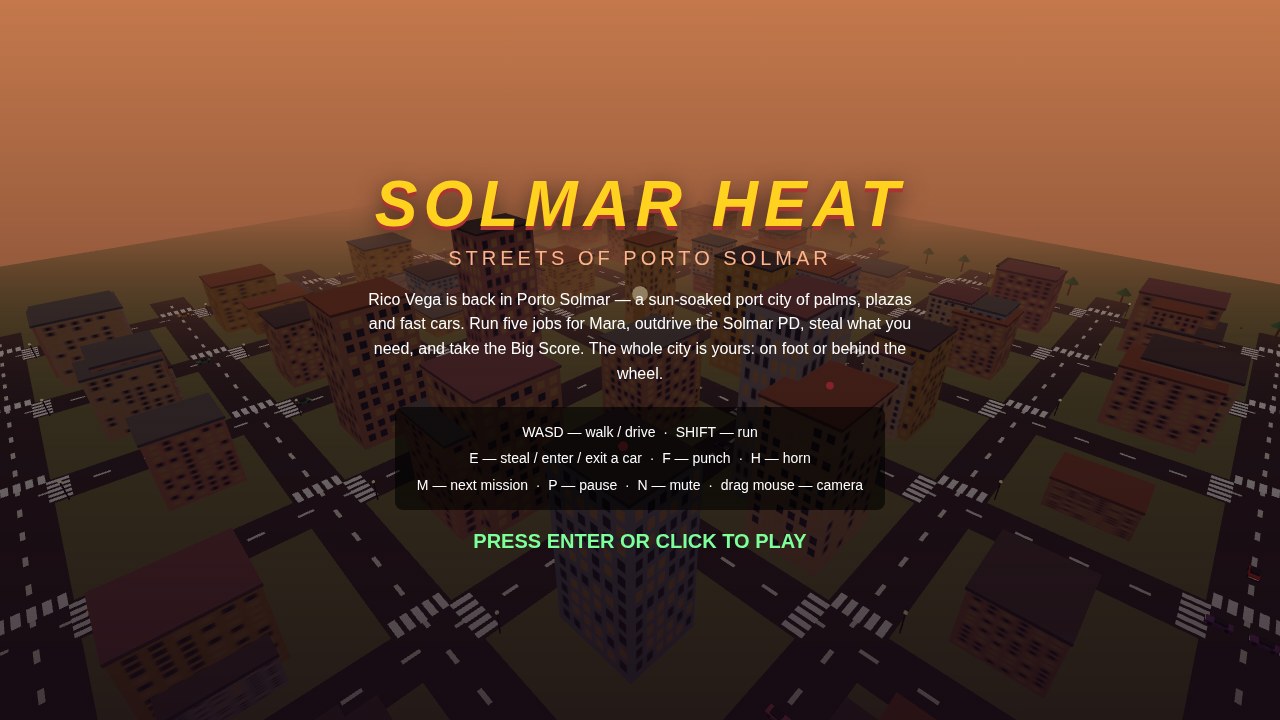 SOLMAR HEAT
STREETS OF PORTO SOLMAR
Rico Vega is back in Porto Solmar — a sun-soaked port city of palms, plazas
and fast cars. Run five jobs for Mara, outdrive the Solmar PD, steal what you
need, and take the Big Score. The whole city is yours: on foot or behind the
wheel.
WASD — walk / drive · SHIFT — run
E — steal / enter / exit a car · F — punch · H — horn
M — next mission · P — pause · N — mute · drag mouse — camera
PRESS ENTER OR CLICK TO PLAY